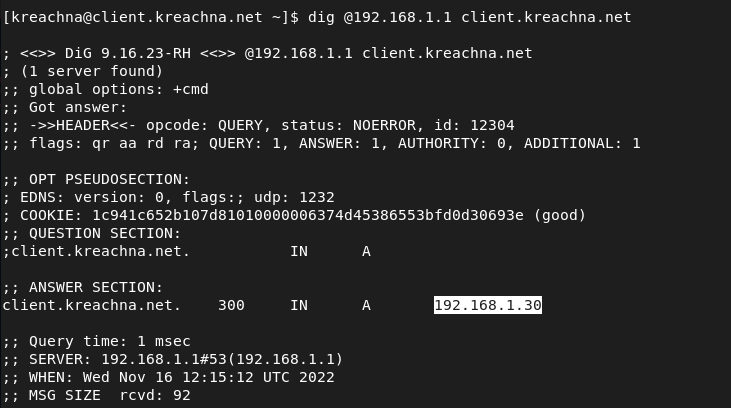 [kreachna@client.kreachna.net ~]$ dig @192.168.1.1 client.kreachna.net
; <<>> DiG 9.16.23-RH <<>> @192.168.1.1 client.kreachna.net
; (1 server found)
;; global options: +cmd
;; Got answer:
;; ->>HEADER<<- opcode: QUERY, status: NOERROR, id: 12304
;; flags: qr aa rd ra; QUERY: 1, ANSWER: 1, AUTHORITY: 0, ADDITIONAL: 1
;; OPT PSEUDOSECTION:
; EDNS: version: 0, flags:; udp: 1232
; COOKIE: 1c941c652b107d81010000006374d45386553bfd0d30693e (good)
;; QUESTION SECTION:
;client.kreachna.net. IN A
;; ANSWER SECTION:
client.kreachna.net. 300 IN A 192.168.1.30
;; Query time: 1 msec
;; SERVER: 192.168.1.1#53(192.168.1.1)
;; WHEN: Wed Nov 16 12:15:12 UTC 2022
;; MSG SIZE rcvd: 92